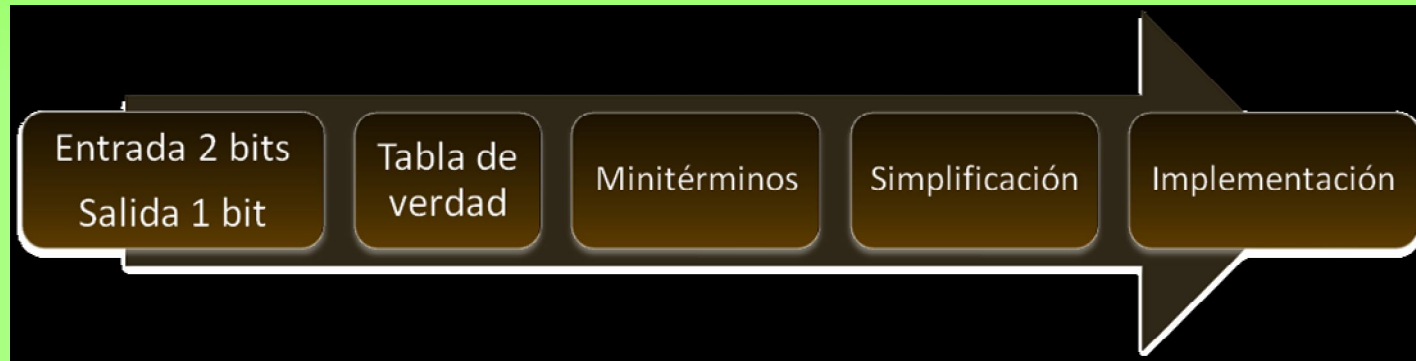 Entrada 2 bits
Salida 1 bit
Tabla de
verdad
Minitérminos
Simplificación
Implementación